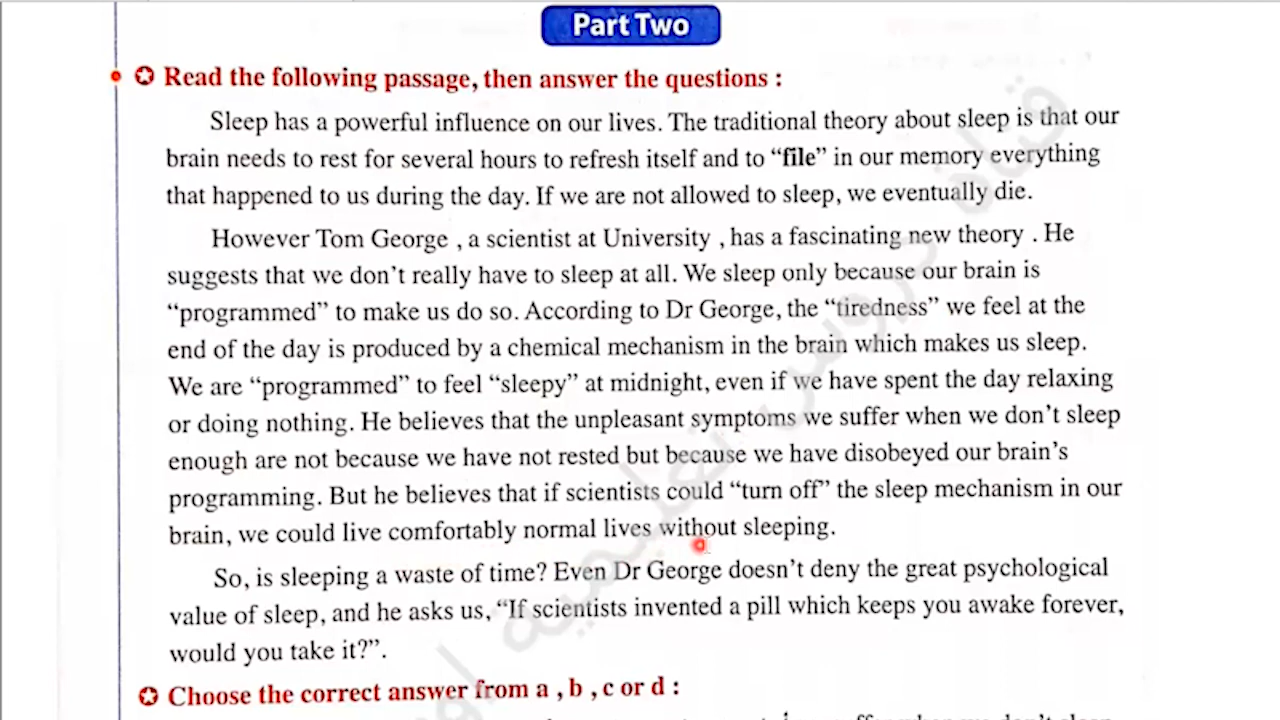 Part Two
Read the following passage, then answer the questions :
Sleep has a powerful influence on our lives. The traditional theory about sleep is that our
brain needs to rest for several hours to refresh itself and to “file” in our memory everything
that happened to us during the day. If we are not allowed to sleep, we eventually die.
However Tom George , a scientist at University , has a fascinating new theory . He
suggests that we don’t really have to sleep at all. We sleep only because our brain is
“programmed” to make us do so. According to Dr George, the “tiredness” we feel at the
end of the day is produced by a chemical mechanism in the brain which makes us sleep.
We are “programmed” to feel “sleepy” at midnight, even if we have spent the day relaxing
or doing nothing. He believes that the unpleasant symptoms we suffer when we don’t sleep
enough are not because we have not rested but because we have disobeyed our brain’s
programming. But he believes that if scientists could “turn off” the sleep mechanism in our
brain, we could live comfortably normal lives without sleeping.
So, is sleeping a waste of time? Even Dr George doesn’t deny the great psychological
value of sleep, and he asks us, “If scientists invented a pill which keeps you awake forever,
would you take it?”.
Choose the correct answer from a , b , c or d :
قناة دروس تعليمية